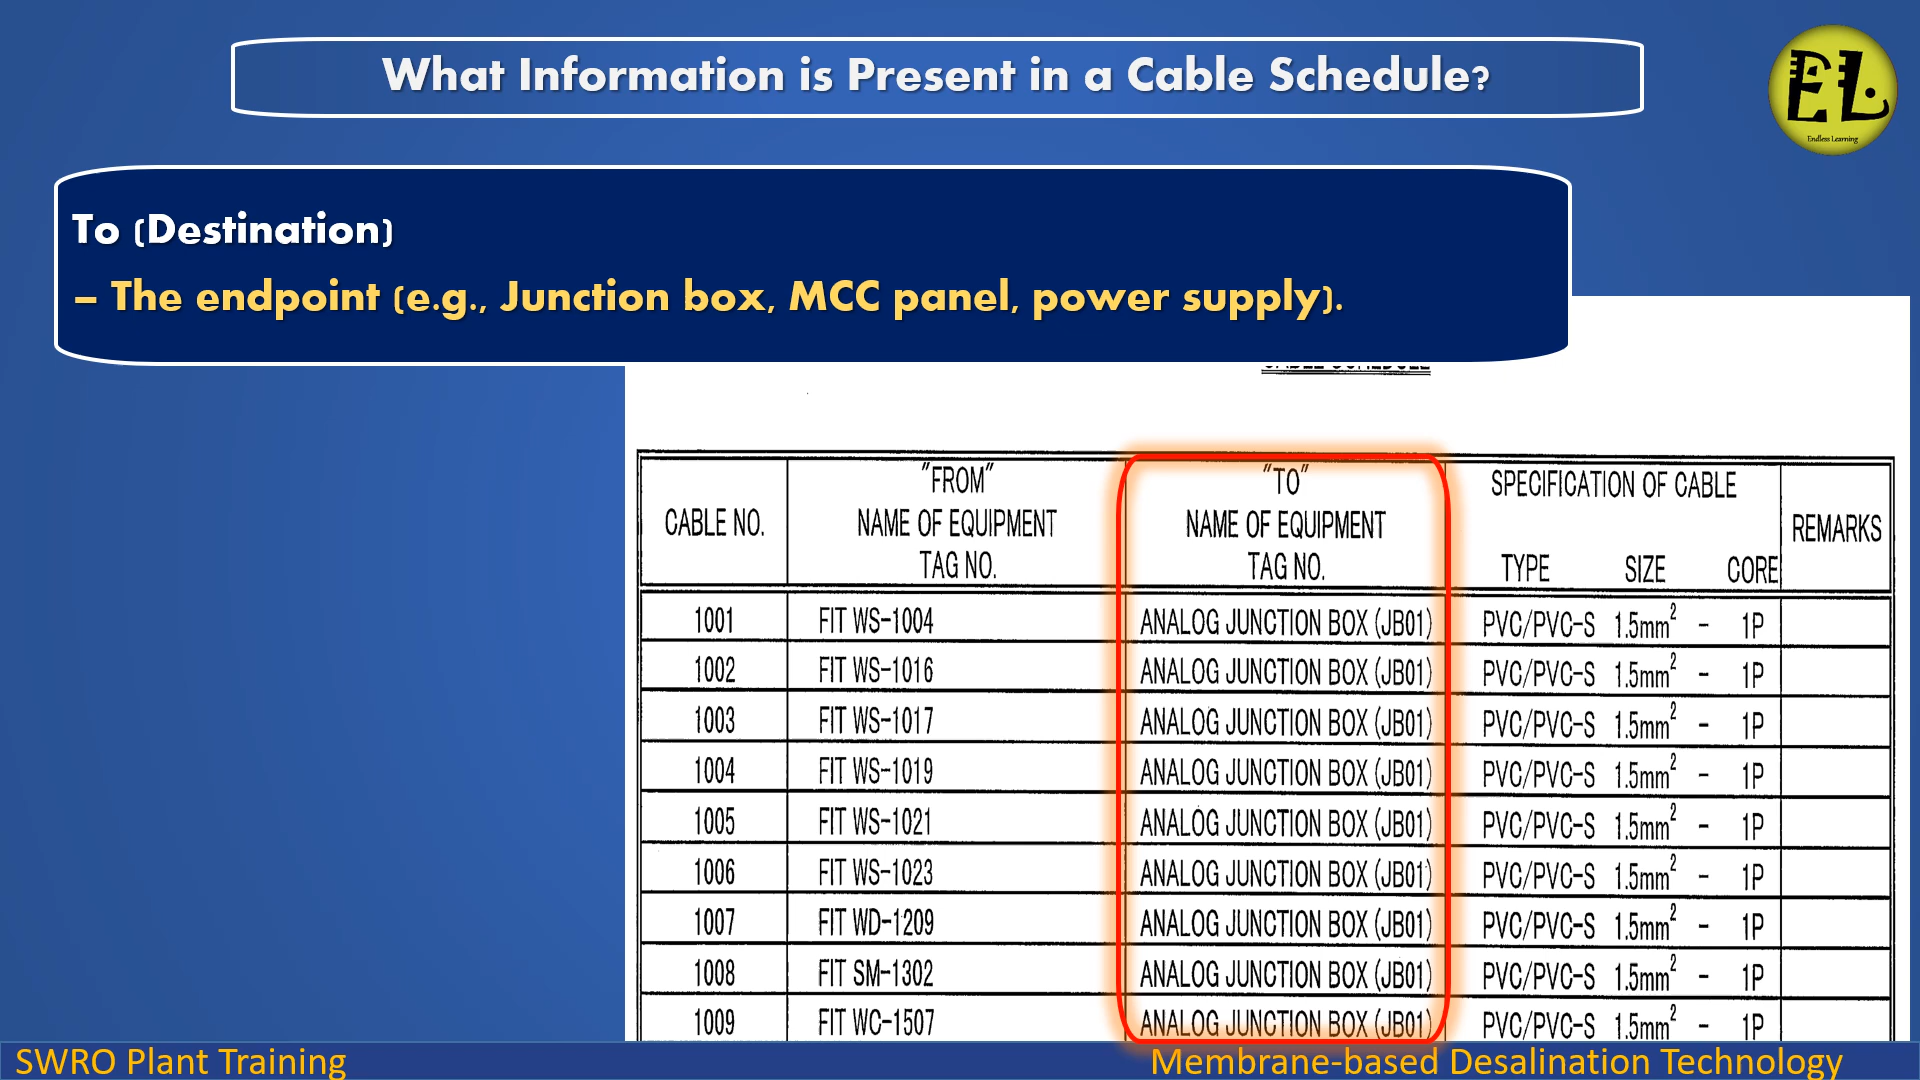 What Information is Present in a Cable Schedule?
EL
Endless Learning
To (Destination)
– The endpoint (e.g., Junction box, MCC panel, power supply).
CABLE SCHEDULE
CABLE NO. "FROM" NAME OF EQUIPMENT TAG NO. "TO" NAME OF EQUIPMENT TAG NO. SPECIFICATION OF CABLE TYPE SIZE CORE REMARKS
1001 FIT WS-1004 ANALOG JUNCTION BOX (JB01) PVC/PVC-S 1.5mm² - 1P
1002 FIT WS-1016 ANALOG JUNCTION BOX (JB01) PVC/PVC-S 1.5mm² - 1P
1003 FIT WS-1017 ANALOG JUNCTION BOX (JB01) PVC/PVC-S 1.5mm² - 1P
1004 FIT WS-1019 ANALOG JUNCTION BOX (JB01) PVC/PVC-S 1.5mm² - 1P
1005 FIT WS-1021 ANALOG JUNCTION BOX (JB01) PVC/PVC-S 1.5mm² - 1P
1006 FIT WS-1023 ANALOG JUNCTION BOX (JB01) PVC/PVC-S 1.5mm² - 1P
1007 FIT WD-1209 ANALOG JUNCTION BOX (JB01) PVC/PVC-S 1.5mm² - 1P
1008 FIT SM-1302 ANALOG JUNCTION BOX (JB01) PVC/PVC-S 1.5mm² - 1P
1009 FIT WC-1507 ANALOG JUNCTION BOX (JB01) PVC/PVC-S 1.5mm² - 1P
SWRO Plant Training
Membrane-based Desalination Technology